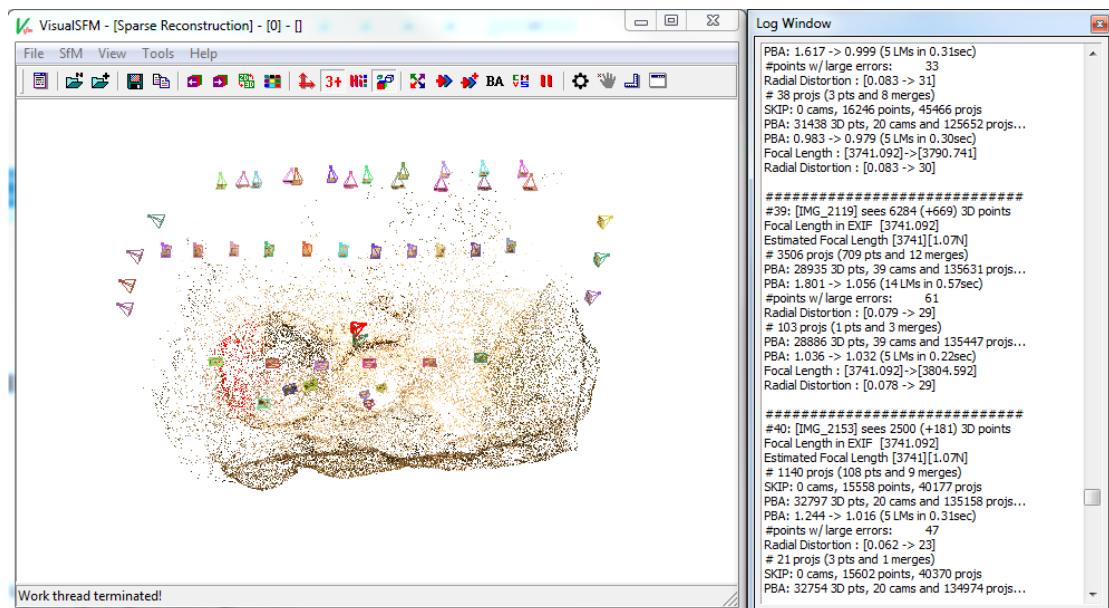 VisualSFM - [Sparse Reconstruction] - [0] - []
File SfM View Tools Help
3+ BA
Work thread terminated!
Log Window
PBA: 1.617 -> 0.999 (5 LMs in 0.31sec)
#points w/ large errors: 33
Radial Distortion : [0.083 -> 31]
# 38 projs (3 pts and 8 merges)
SKIP: 0 cams, 16246 points, 45466 projs
PBA: 31438 3D pts, 20 cams and 125652 projs...
PBA: 0.983 -> 0.979 (5 LMs in 0.30sec)
Focal Length : [3741.092]->[3790.741]
Radial Distortion : [0.083 -> 30]
##############################
#39: [IMG_2119] sees 6284 (+669) 3D points
Focal Length in EXIF [3741.092]
Estimated Focal Length [3741][1.07N]
# 3506 projs (709 pts and 12 merges)
PBA: 28935 3D pts, 39 cams and 135631 projs...
PBA: 1.801 -> 1.056 (14 LMs in 0.57sec)
#points w/ large errors: 61
Radial Distortion : [0.079 -> 29]
# 103 projs (1 pts and 3 merges)
PBA: 28886 3D pts, 39 cams and 135447 projs...
PBA: 1.036 -> 1.032 (5 LMs in 0.22sec)
Focal Length : [3741.092]->[3804.592]
Radial Distortion : [0.078 -> 29]
##############################
#40: [IMG_2153] sees 2500 (+181) 3D points
Focal Length in EXIF [3741.092]
Estimated Focal Length [3741][1.07N]
# 1140 projs (108 pts and 9 merges)
SKIP: 0 cams, 15558 points, 40177 projs
PBA: 32797 3D pts, 20 cams and 135158 projs...
PBA: 1.244 -> 1.016 (5 LMs in 0.31sec)
#points w/ large errors: 47
Radial Distortion : [0.062 -> 23]
# 21 projs (3 pts and 1 merges)
SKIP: 0 cams, 15602 points, 40370 projs
PBA: 32754 3D pts, 20 cams and 134974 projs...